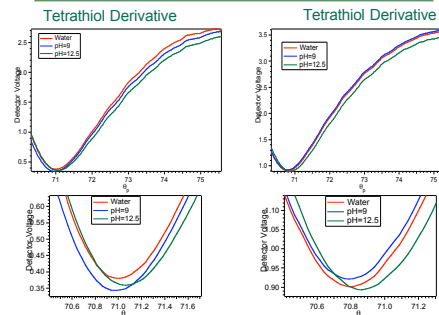 Tetrathiol Derivative
Tetrathiol Derivative
Detector Voltage
2.5
2.0
1.5
1.0
0.5
Water
pH=9
pH=12.5
71
72
73
74
75
θp
Detector Voltage
3.5
3.0
2.5
2.0
1.5
1.0
Water
pH=9
pH=12.5
71
72
73
74
75
θp
Detector Voltage
0.60
0.55
0.50
0.45
0.40
0.35
Water
pH=9
pH=12.5
70.6
70.8
71.0
71.2
71.4
71.6
θ
Detector Voltage
1.10
1.05
1.00
0.95
0.90
Water
pH=9
pH=12.5
70.6
70.8
71.0
71.2
θ